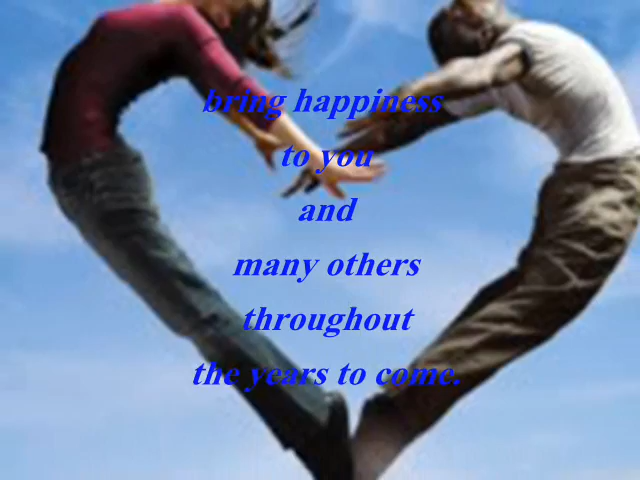 bring happiness
to you
and
many others
throughout
the years to come.